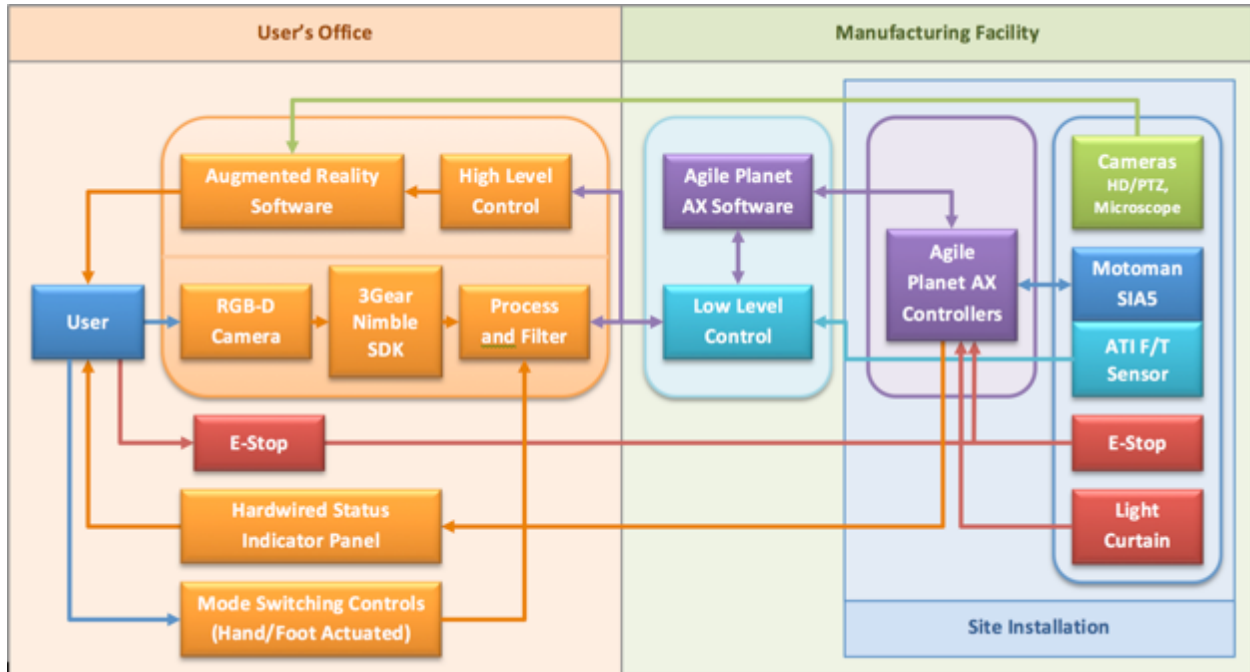 User's Office
Manufacturing Facility
Augmented Reality
Software
High Level
Control
Agile Planet
AX Software
Cameras
HD/PTZ,
Microscope
Agile
Planet AX
Controllers
Motoman
SIA5
User
RGB-D
Camera
3Gear
Nimble
SDK
Process
and Filter
Low Level
Control
ATI F/T
Sensor
E-Stop
E-Stop
Hardwired Status
Indicator Panel
Light
Curtain
Mode Switching Controls
(Hand/Foot Actuated)
Site Installation